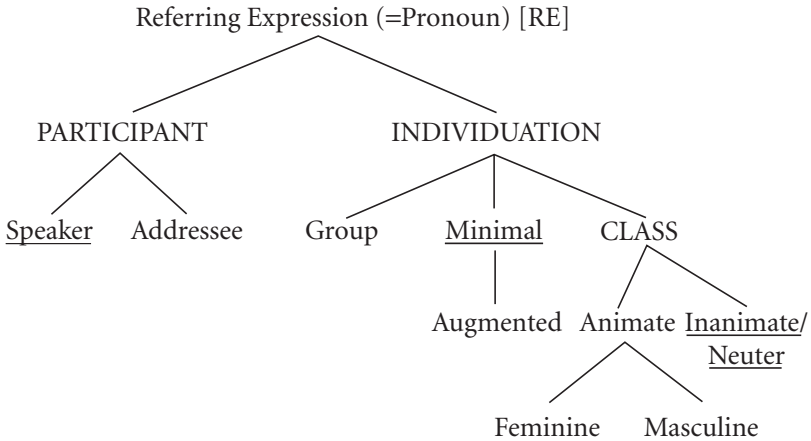 Referring Expression (=Pronoun) [RE]
PARTICIPANT INDIVIDUATION
Speaker Addressee Group Minimal CLASS
Augmented Animate Inanimate/
Neuter
Feminine Masculine